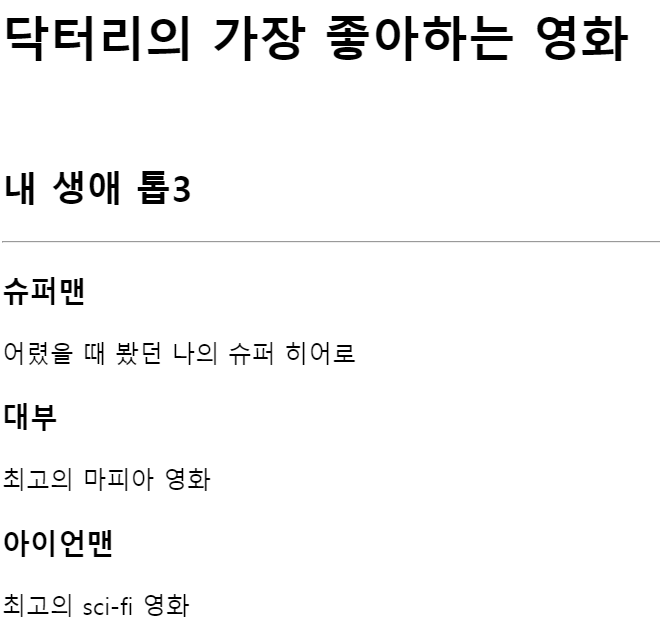 닥터리의 가장 좋아하는 영화
내 생애 톱3
슈퍼맨
어렸을 때 봤던 나의 슈퍼 히어로
대부
최고의 마피아 영화
아이언맨
최고의 sci-fi 영화